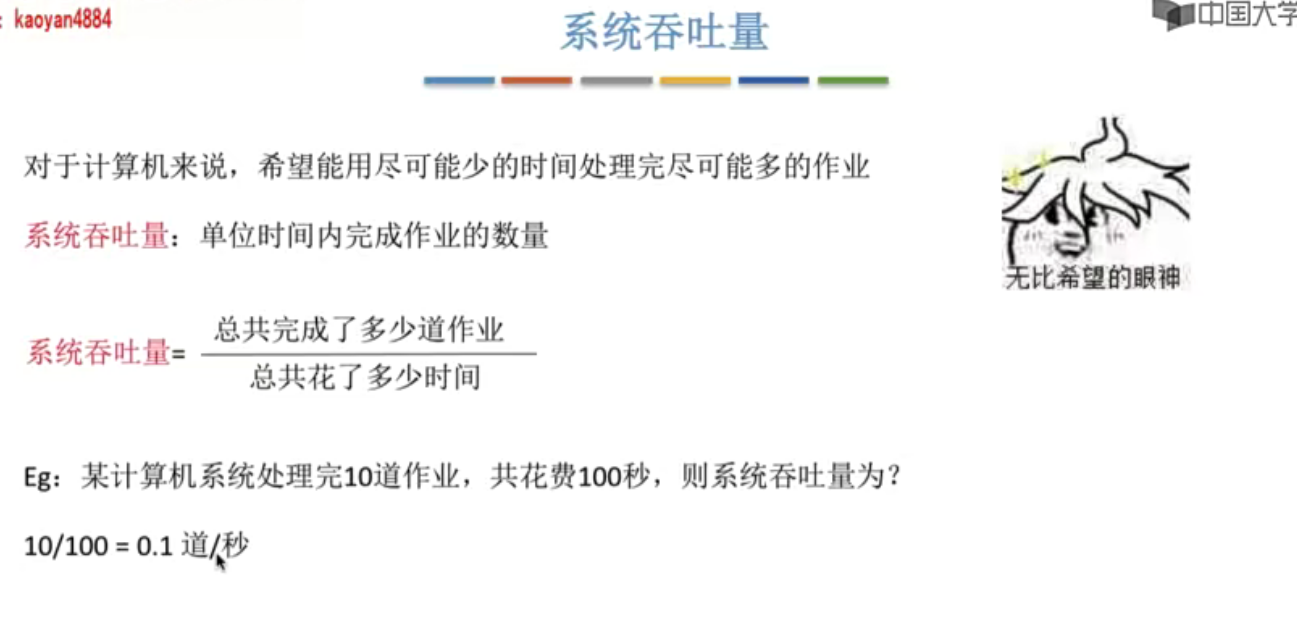 : kaoyan4884
中国大学
系统吞吐量
对于计算机来说，希望能用尽可能少的时间处理完尽可能多的作业
系统吞吐量：单位时间内完成作业的数量
无比希望的眼神
系统吞吐量= 总共完成了多少道作业
总共花了多少时间
Eg：某计算机系统处理完10道作业，共花费100秒，则系统吞吐量为？
10/100 = 0.1 道/秒